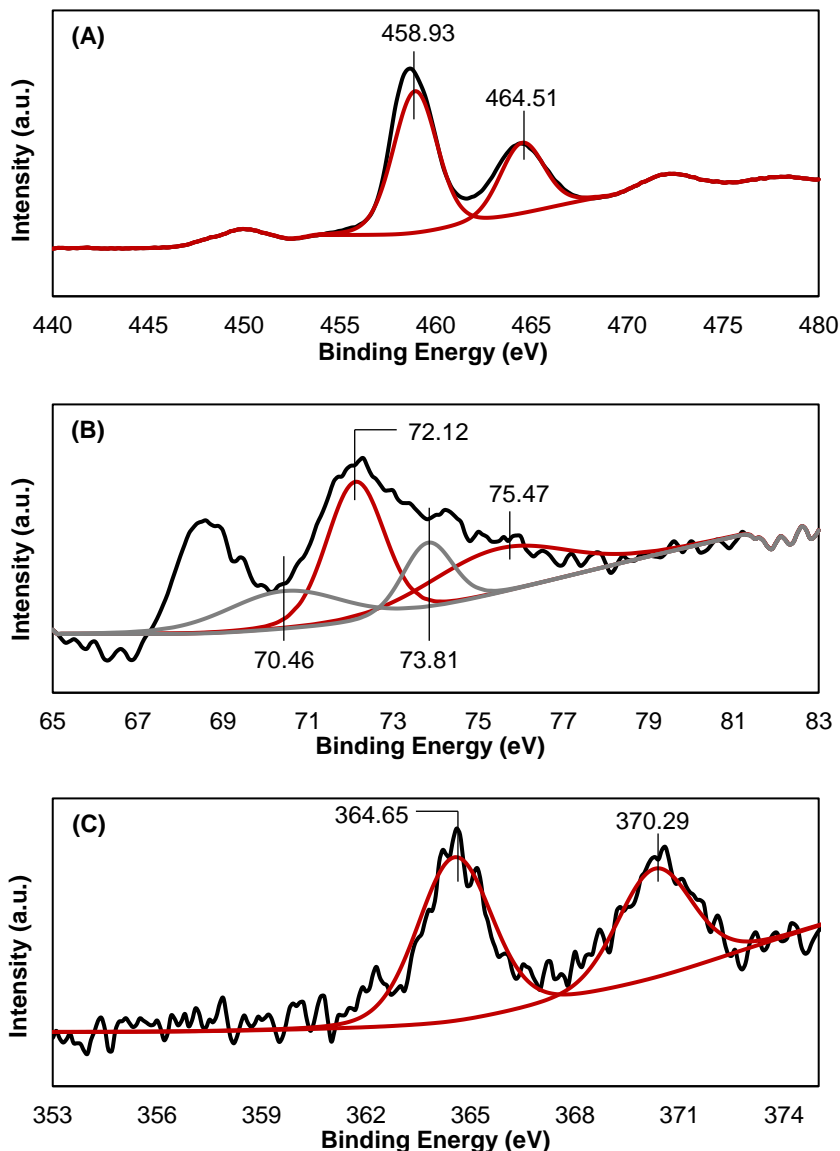 (A)
458.93
464.51
Intensity (a.u.)
440 445 450 455 460 465 470 475 480
Binding Energy (eV)
(B)
72.12
75.47
Intensity (a.u.)
70.46 73.81
65 67 69 71 73 75 77 79 81 83
Binding Energy (eV)
(C)
364.65
370.29
Intensity (a.u.)
353 356 359 362 365 368 371 374
Binding Energy (eV)